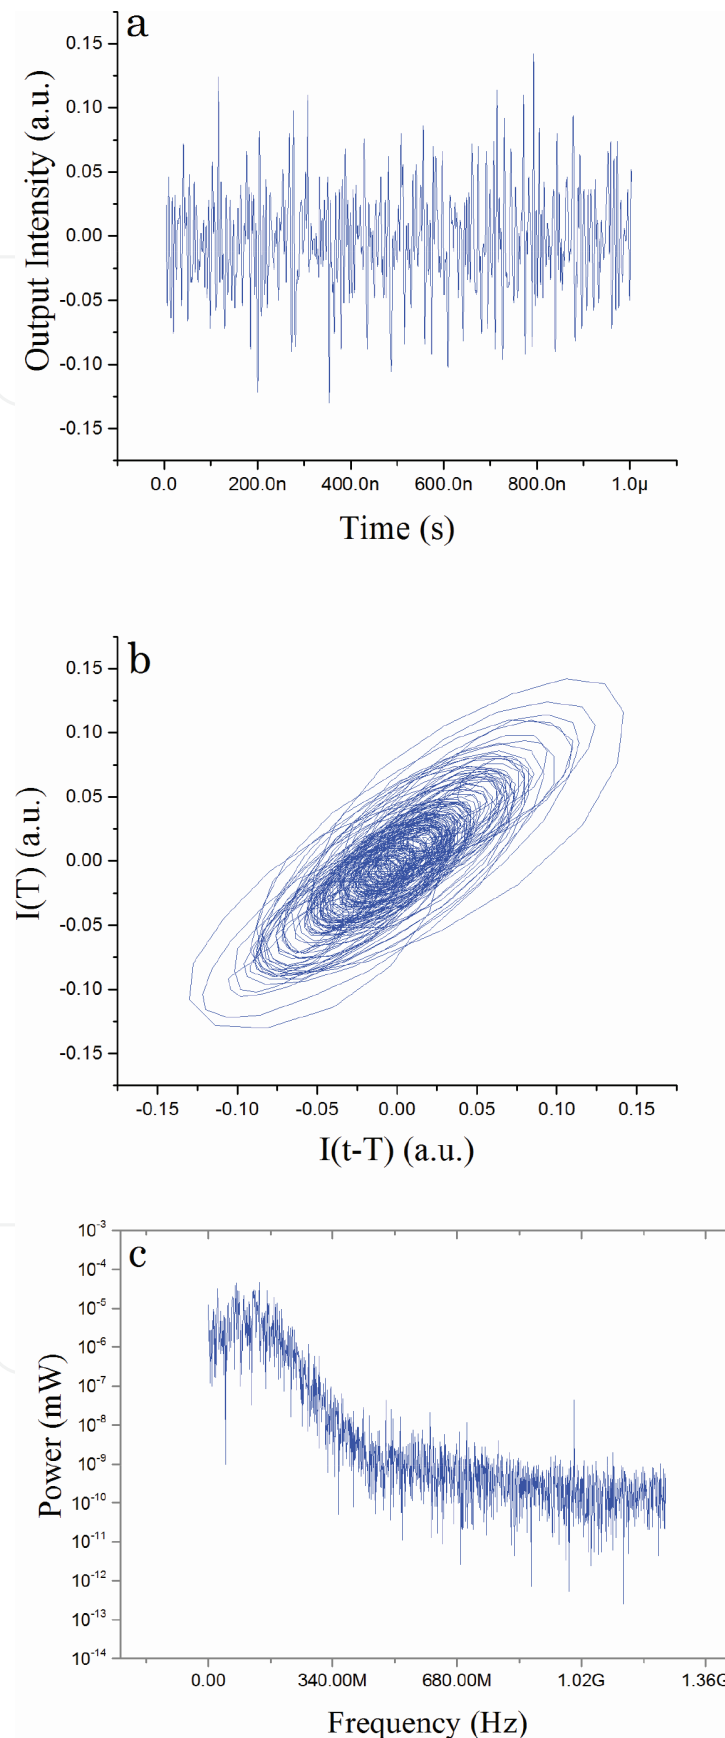 a
0.15
0.10
0.05
0.00
-0.05
-0.10
-0.15
Output Intensity (a.u.)
0.0 200.0n 400.0n 600.0n 800.0n 1.0µ
Time (s)
b
0.15
0.10
0.05
0.00
-0.05
-0.10
-0.15
I(T) (a.u.)
-0.15 -0.10 -0.05 0.00 0.05 0.10 0.15
I(t-T) (a.u.)
c
10⁻³
10⁻⁴
10⁻⁵
10⁻⁶
10⁻⁷
10⁻⁸
10⁻⁹
10⁻¹⁰
10⁻¹¹
10⁻¹²
10⁻¹³
10⁻¹⁴
Power (mW)
0.00 340.00M 680.00M 1.02G 1.36G
Frequency (Hz)